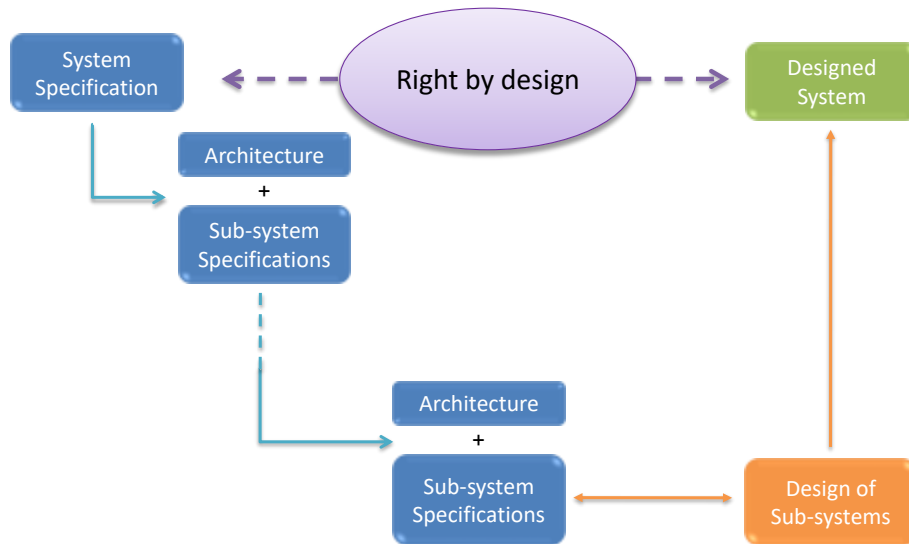 System
Specification
Right by design
Designed
System
Architecture
+
Sub-system
Specifications
Architecture
+
Sub-system
Specifications
Design of
Sub-systems